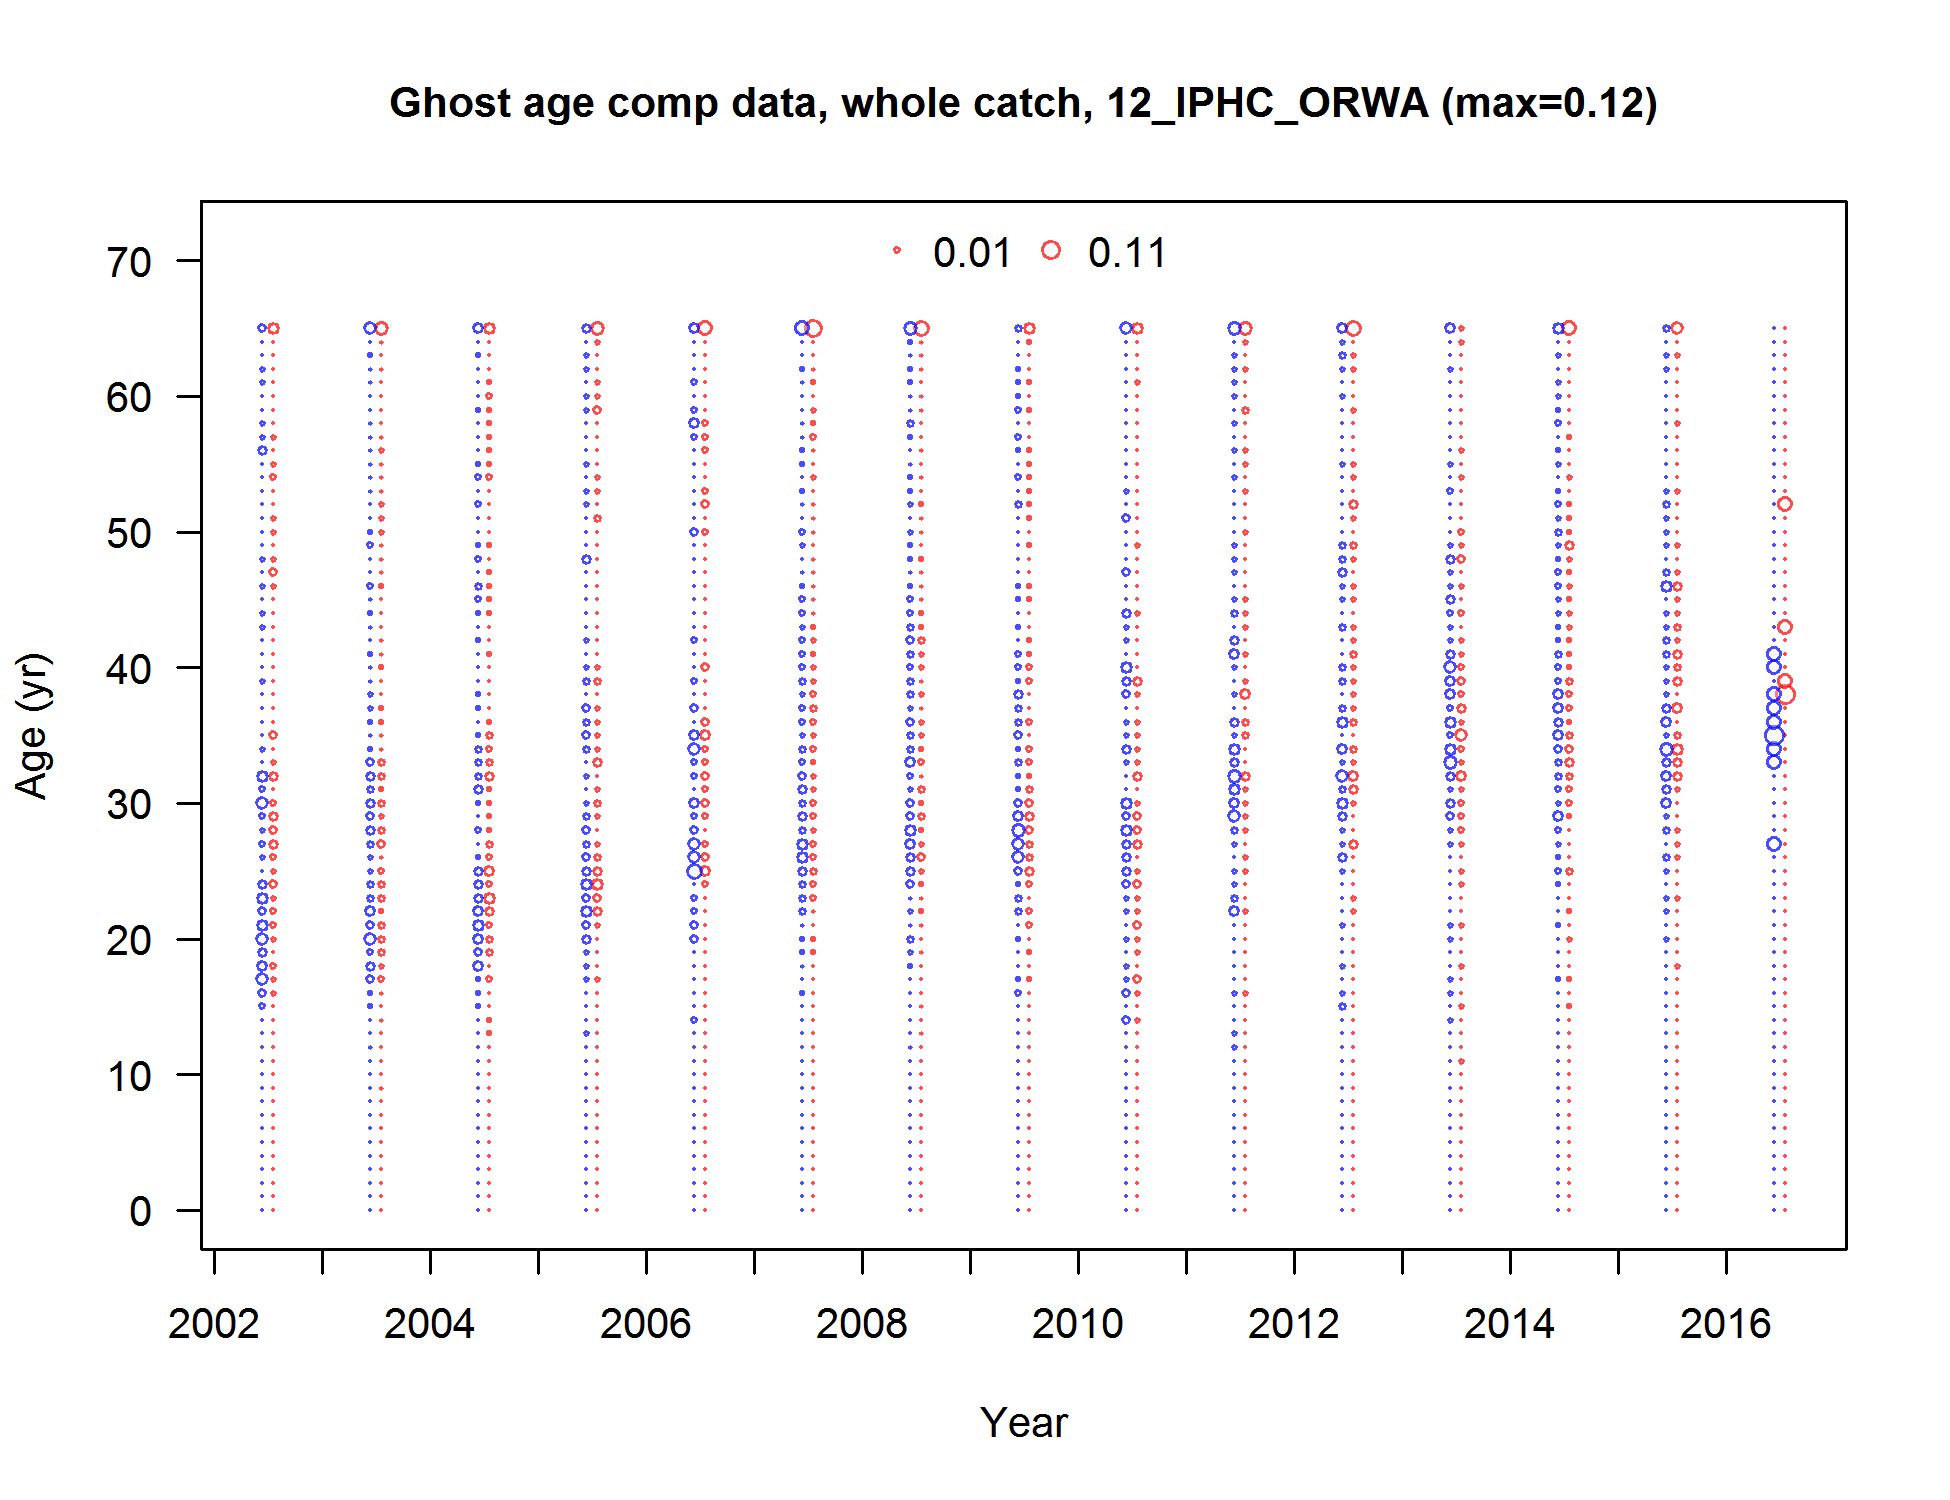 Ghost age comp data, whole catch, 12_IPHC_ORWA (max=0.12)
0.01 0.11
70
60
50
40
30
20
10
0
Age (yr)
2002 2004 2006 2008 2010 2012 2014 2016
Year